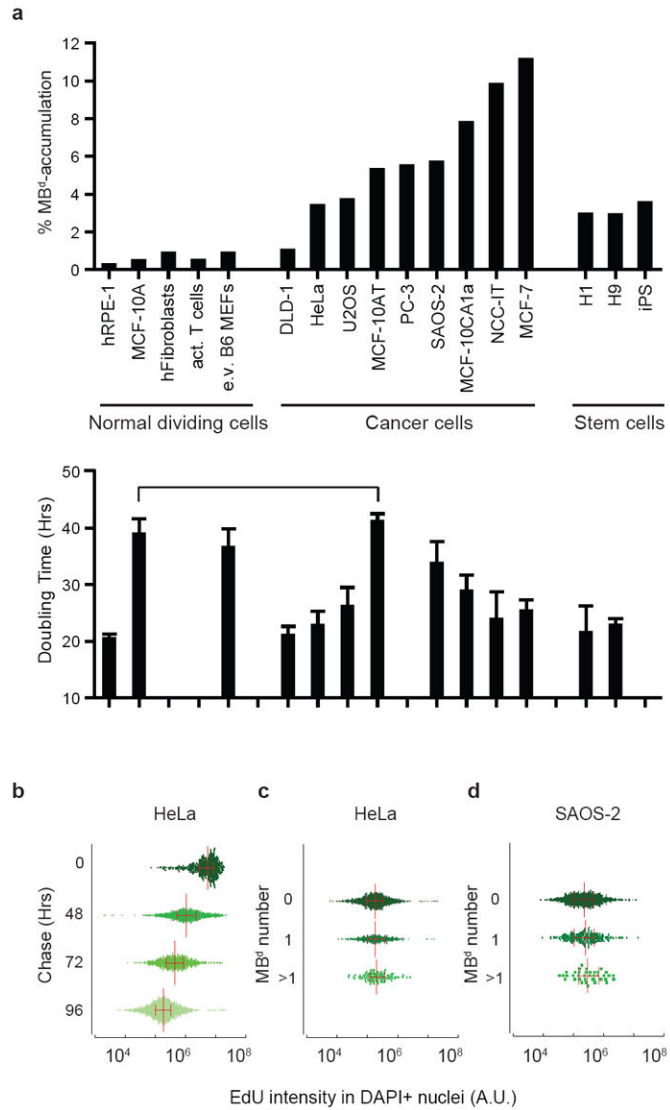 a
12
10
8
6
4
2
0
% MBᵈ-accumulation
hRPE-1
MCF-10A
hFibroblasts
act. T cells
e.v. B6 MEFs
DLD-1
HeLa
U2OS
MCF-10AT
PC-3
SAOS-2
MCF-10CA1a
NCC-IT
MCF-7
H1
H9
iPS
Normal dividing cells
Cancer cells
Stem cells
50
40
30
20
10
Doubling Time (Hrs)
b
HeLa
Chase (Hrs)
0
48
72
96
10⁴
10⁶
10⁸
c
HeLa
MBᵈ number
0
1
>1
10⁴
10⁶
10⁸
d
SAOS-2
MBᵈ number
0
1
>1
10⁴
10⁶
10⁸
EdU intensity in DAPI+ nuclei (A.U.)